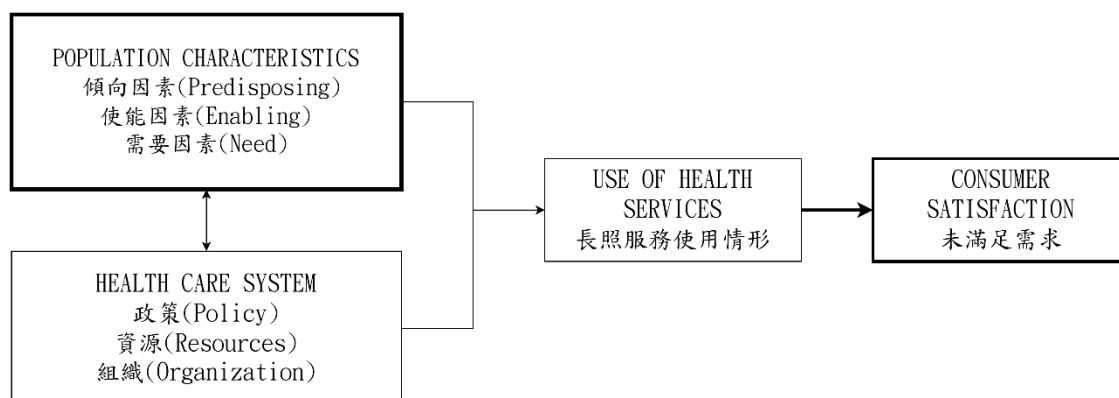 POPULATION CHARACTERISTICS
傾向因素(Predisposing)
使能因素(Enabling)
需要因素(Need)
HEALTH CARE SYSTEM
政策(Policy)
資源(Resources)
組織(Organization)
USE OF HEALTH
SERVICES
長照服務使用情形
CONSUMER
SATISFACTION
未滿足需求